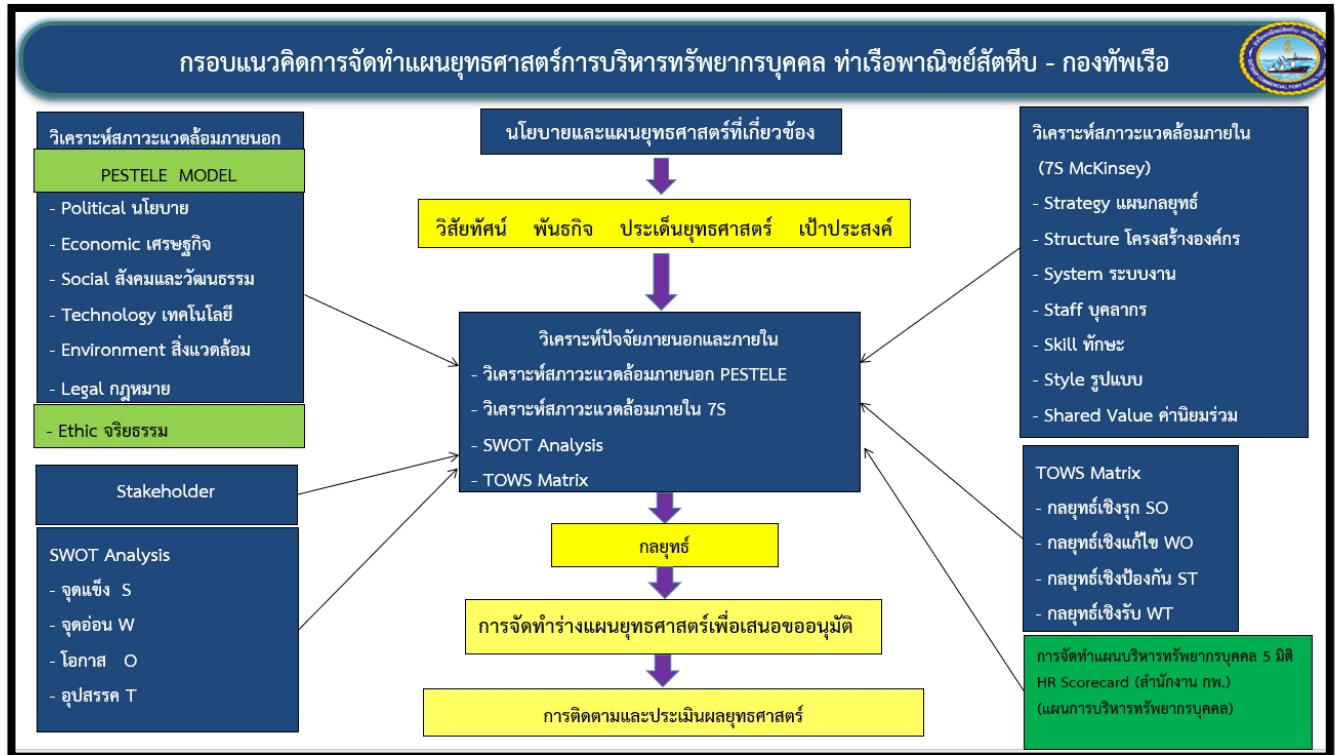 กรอบแนวคิดการจัดทำแผนยุทธศาสตร์การบริหารทรัพยากรบุคคล ท่าเรือพาณิชย์สัตหีบ - กองทัพเรือ
วิเคราะห์สภาวะแวดล้อมภายนอก
PESTELE MODEL
- Political นโยบาย
- Economic เศรษฐกิจ
- Social สังคมและวัฒนธรรม
- Technology เทคโนโลยี
- Environment สิ่งแวดล้อม
- Legal กฎหมาย
- Ethic จริยธรรม
Stakeholder
SWOT Analysis
- จุดแข็ง S
- จุดอ่อน W
- โอกาส O
- อุปสรรค T
นโยบายและแผนยุทธศาสตร์ที่เกี่ยวข้อง
วิสัยทัศน์ พันธกิจ ประเด็นยุทธศาสตร์ เป้าประสงค์
วิเคราะห์ปัจจัยภายนอกและภายใน
- วิเคราะห์สภาวะแวดล้อมภายนอก PESTELE
- วิเคราะห์สภาวะแวดล้อมภายใน 7S
- SWOT Analysis
- TOWS Matrix
กลยุทธ์
การจัดทำร่างแผนยุทธศาสตร์เพื่อเสนอขออนุมัติ
การติดตามและประเมินผลยุทธศาสตร์
วิเคราะห์สภาวะแวดล้อมภายใน
(7S McKinsey)
- Strategy แผนกลยุทธ์
- Structure โครงสร้างองค์กร
- System ระบบงาน
- Staff บุคลากร
- Skill ทักษะ
- Style รูปแบบ
- Shared Value ค่านิยมร่วม
TOWS Matrix
- กลยุทธ์เชิงรุก SO
- กลยุทธ์เชิงแก้ไข WO
- กลยุทธ์เชิงป้องกัน ST
- กลยุทธ์เชิงรับ WT
การจัดทำแผนบริหารทรัพยากรบุคคล 5 มิติ
HR Scorecard (สำนักงาน กพ.)
(แผนการบริหารทรัพยากรบุคคล)